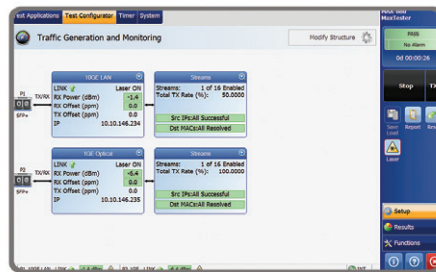 Test Applications Test Configurator Timer System
MaxTester
Traffic Generation and Monitoring
Modify Structure
PASS
No Alarm
0d 00:00:26
Stop TX
10GE LAN
LINK Laser ON
P1 TX/RX RX Power (dBm) -1.4
RX Offset (ppm) 0.0
SFP+ TX Offset (ppm) 0.0
IP 10.10.146.234
Streams
Streams: 1 of 16 Enabled
Total TX Rate (%): 50.0000
Src IPs:All Successful
Dst MACs:All Resolved
Save
Load
Report
Laser
1GE Optical
LINK Laser ON
P2 TX/RX RX Power (dBm) -6.4
RX Offset (ppm) 0.0
SFP+ TX Offset (ppm) 0.0
IP 10.10.146.235
Streams
Streams: 1 of 16 Enabled
Total TX Rate (%): 100.0000
Src IPs:All Successful
Dst MACs:All Resolved
Setup
Results
Functions